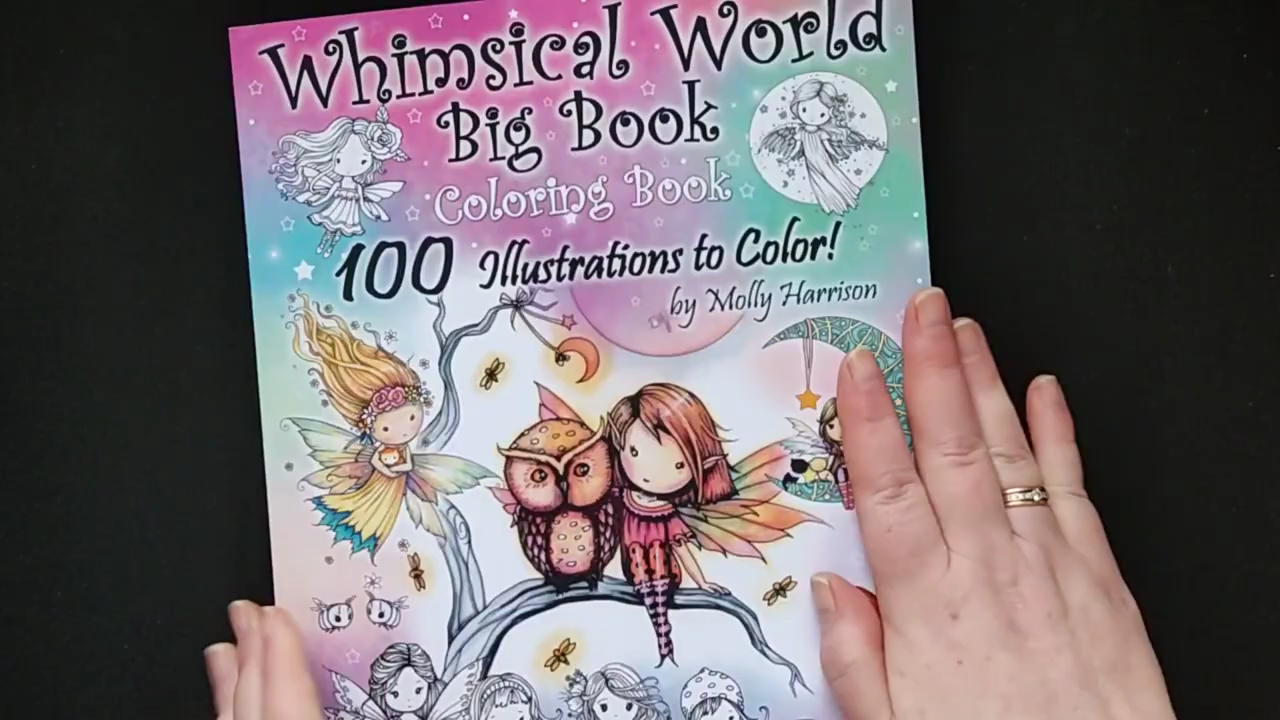 Whimsical World
Big Book
Coloring Book
100 Illustrations to Color!
by Molly Harrison